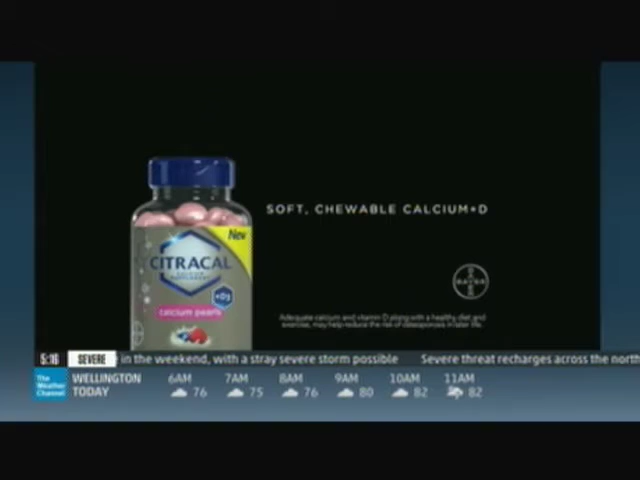 SOFT, CHEWABLE CALCIUM+D
New
CITRACAL
CALCIUM SUPPLEMENT
+D3
calcium pearls
BAYER
Adequate calcium and vitamin D along with a healthy diet and
exercise, may help reduce the risk of osteoporosis in later life.
5:16 SEVERE in the weekend, with a stray severe storm possible Severe threat recharges across the north
The Weather Channel
WELLINGTON TODAY
6AM 7AM 8AM 9AM 10AM 11AM
76 75 76 80 82 82